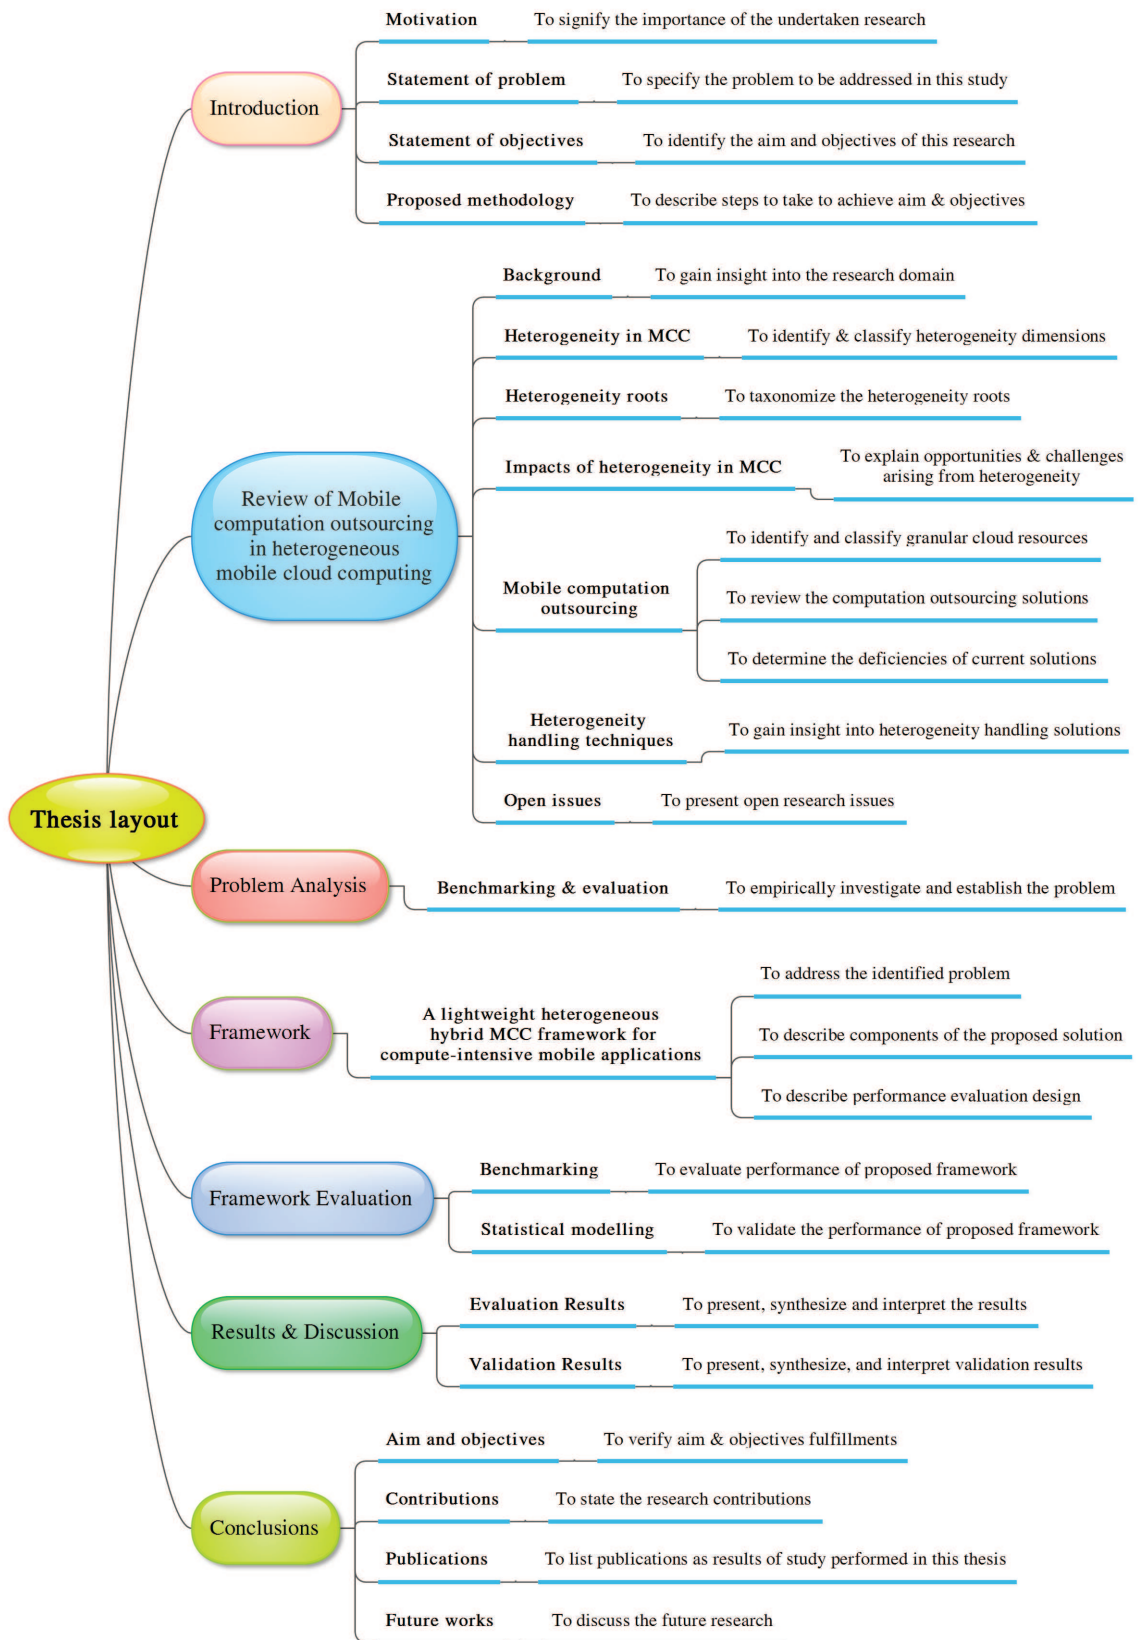 Motivation
To signify the importance of the undertaken research
Statement of problem
To specify the problem to be addressed in this study
Introduction
Statement of objectives
To identify the aim and objectives of this research
Proposed methodology
To describe steps to take to achieve aim & objectives
Background
To gain insight into the research domain
Heterogeneity in MCC
To identify & classify heterogeneity dimensions
Heterogeneity roots
To taxonomize the heterogeneity roots
Impacts of heterogeneity in MCC
To explain opportunities & challenges
arising from heterogeneity
Review of Mobile
computation outsourcing
in heterogeneous
mobile cloud computing
Mobile computation
outsourcing
To identify and classify granular cloud resources
To review the computation outsourcing solutions
To determine the deficiencies of current solutions
Heterogeneity
handling techniques
To gain insight into heterogeneity handling solutions
Open issues
To present open research issues
Thesis layout
Problem Analysis
Benchmarking & evaluation
To empirically investigate and establish the problem
Framework
A lightweight heterogeneous
hybrid MCC framework for
compute-intensive mobile applications
To address the identified problem
To describe components of the proposed solution
To describe performance evaluation design
Framework Evaluation
Benchmarking
To evaluate performance of proposed framework
Statistical modelling
To validate the performance of proposed framework
Results & Discussion
Evaluation Results
To present, synthesize and interpret the results
Validation Results
To present, synthesize, and interpret validation results
Conclusions
Aim and objectives
To verify aim & objectives fulfillments
Contributions
To state the research contributions
Publications
To list publications as results of study performed in this thesis
Future works
To discuss the future research